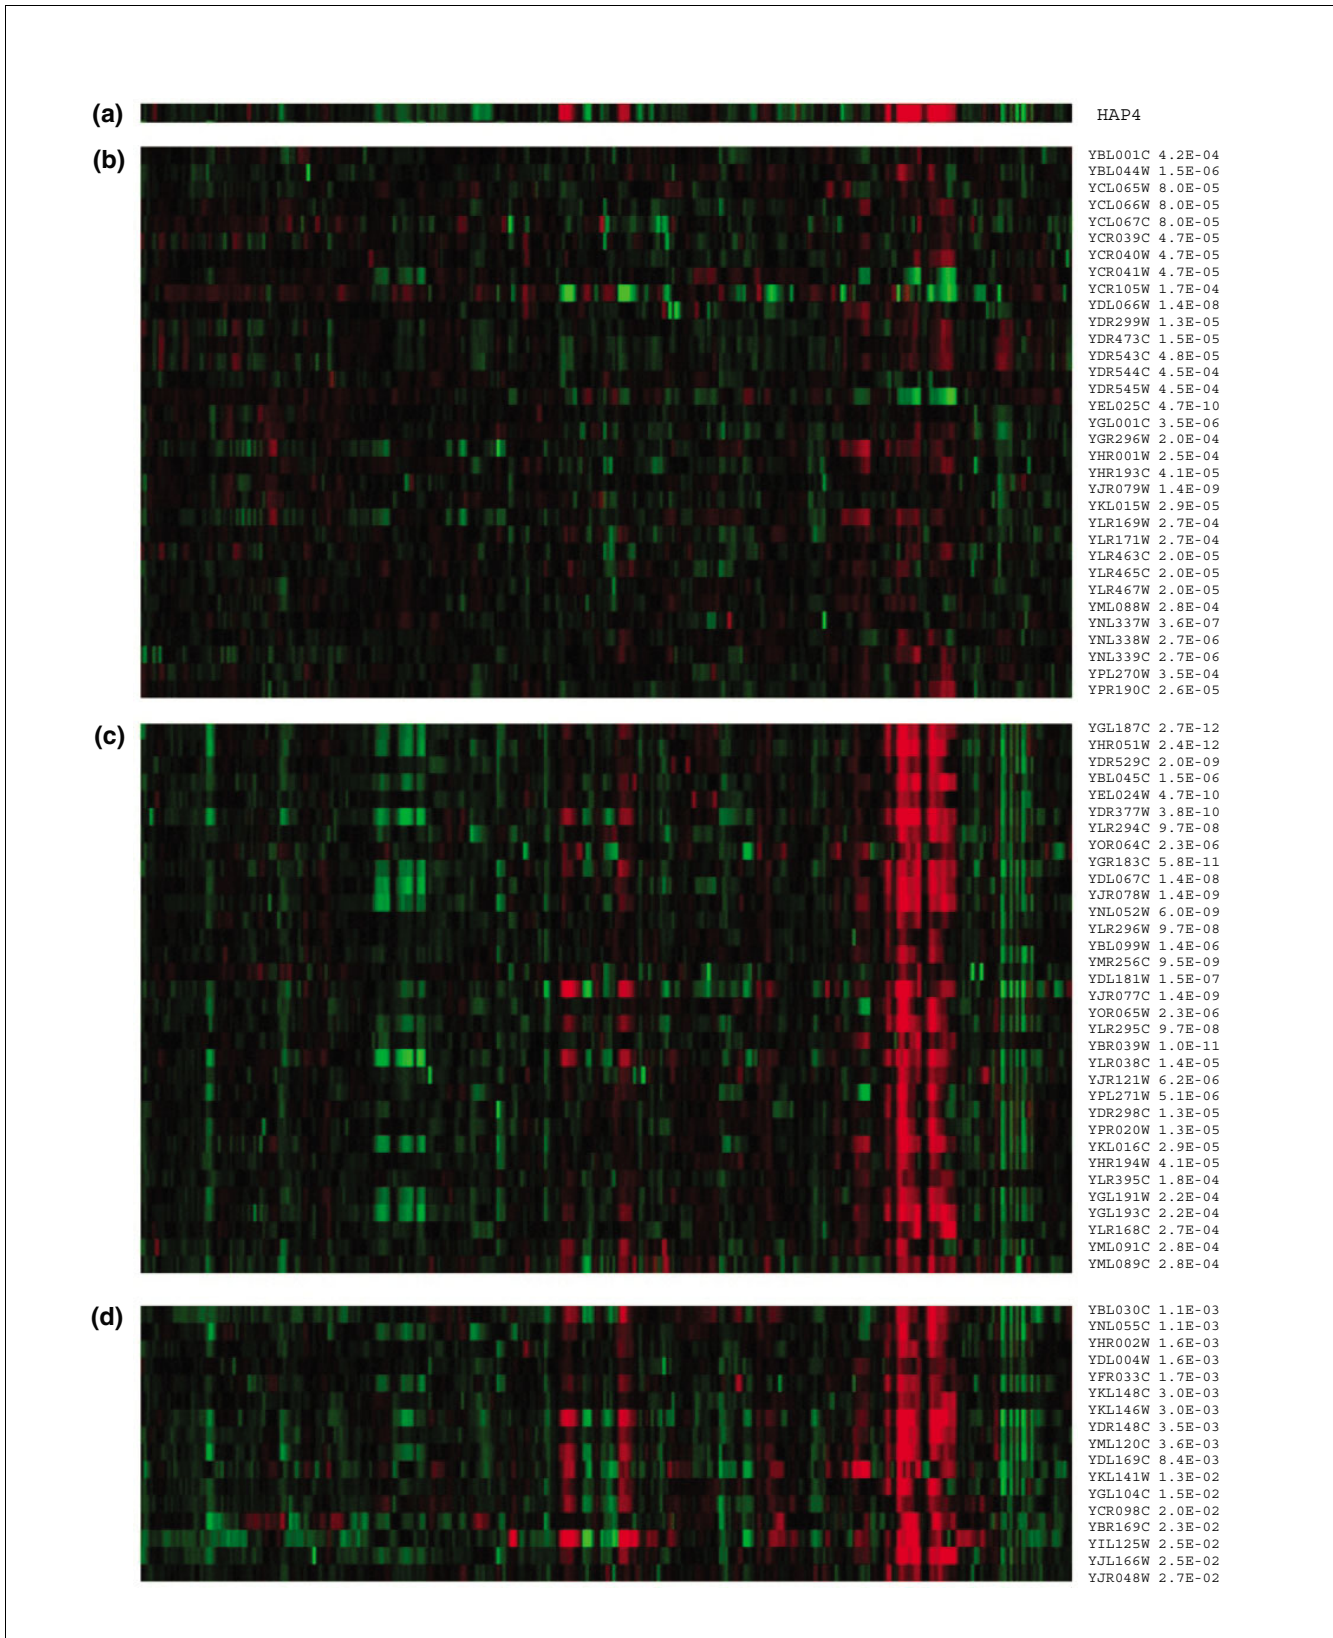 (a)
HAP4
(b)
YBL001C 4.2E-04
YBL044W 1.5E-06
YCL065W 8.0E-05
YCL066W 8.0E-05
YCL067C 8.0E-05
YCR039C 4.7E-05
YCR040W 4.7E-05
YCR041W 4.7E-05
YCR105W 1.7E-04
YDL066W 1.4E-08
YDR299W 1.3E-05
YDR473C 1.5E-05
YDR543C 4.8E-05
YDR544C 4.5E-04
YDR545W 4.5E-04
YEL025C 4.7E-10
YGL001C 3.5E-06
YGR296W 2.0E-04
YHR001W 2.5E-04
YHR193C 4.1E-05
YJR079W 1.4E-09
YKL015W 2.9E-05
YLR169W 2.7E-04
YLR171W 2.7E-04
YLR463C 2.0E-05
YLR465C 2.0E-05
YLR467W 2.0E-05
YML088W 2.8E-04
YNL337W 3.6E-07
YNL338W 2.7E-06
YNL339C 2.7E-06
YPL270W 3.5E-04
YPR190C 2.6E-05
(c)
YGL187C 2.7E-12
YHR051W 2.4E-12
YDR529C 2.0E-09
YBL045C 1.5E-06
YEL024W 4.7E-10
YDR377W 3.8E-10
YLR294C 9.7E-08
YOR064C 2.3E-06
YGR183C 5.8E-11
YDL067C 1.4E-08
YJR078W 1.4E-09
YNL052W 6.0E-09
YLR296W 9.7E-08
YBL099W 1.4E-06
YMR256C 9.5E-09
YDL181W 1.5E-07
YJR077C 1.4E-09
YOR065W 2.3E-06
YLR295C 9.7E-08
YBR039W 1.0E-11
YLR038C 1.4E-05
YJR121W 6.2E-06
YPL271W 5.1E-06
YDR298C 1.3E-05
YPR020W 1.3E-05
YKL016C 2.9E-05
YHR194W 4.1E-05
YLR395C 1.8E-04
YGL191W 2.2E-04
YGL193C 2.2E-04
YLR168C 2.7E-04
YML091C 2.8E-04
YML089C 2.8E-04
(d)
YBL030C 1.1E-03
YNL055C 1.1E-03
YHR002W 1.6E-03
YDL004W 1.6E-03
YFR033C 1.7E-03
YKL148C 3.0E-03
YKL146W 3.0E-03
YDR148C 3.5E-03
YML120C 3.6E-03
YDL169C 8.4E-03
YKL141W 1.3E-02
YGL104C 1.5E-02
YCR098C 2.0E-02
YBR169C 2.3E-02
YIL125W 2.5E-02
YJL166W 2.5E-02
YJR048W 2.7E-02